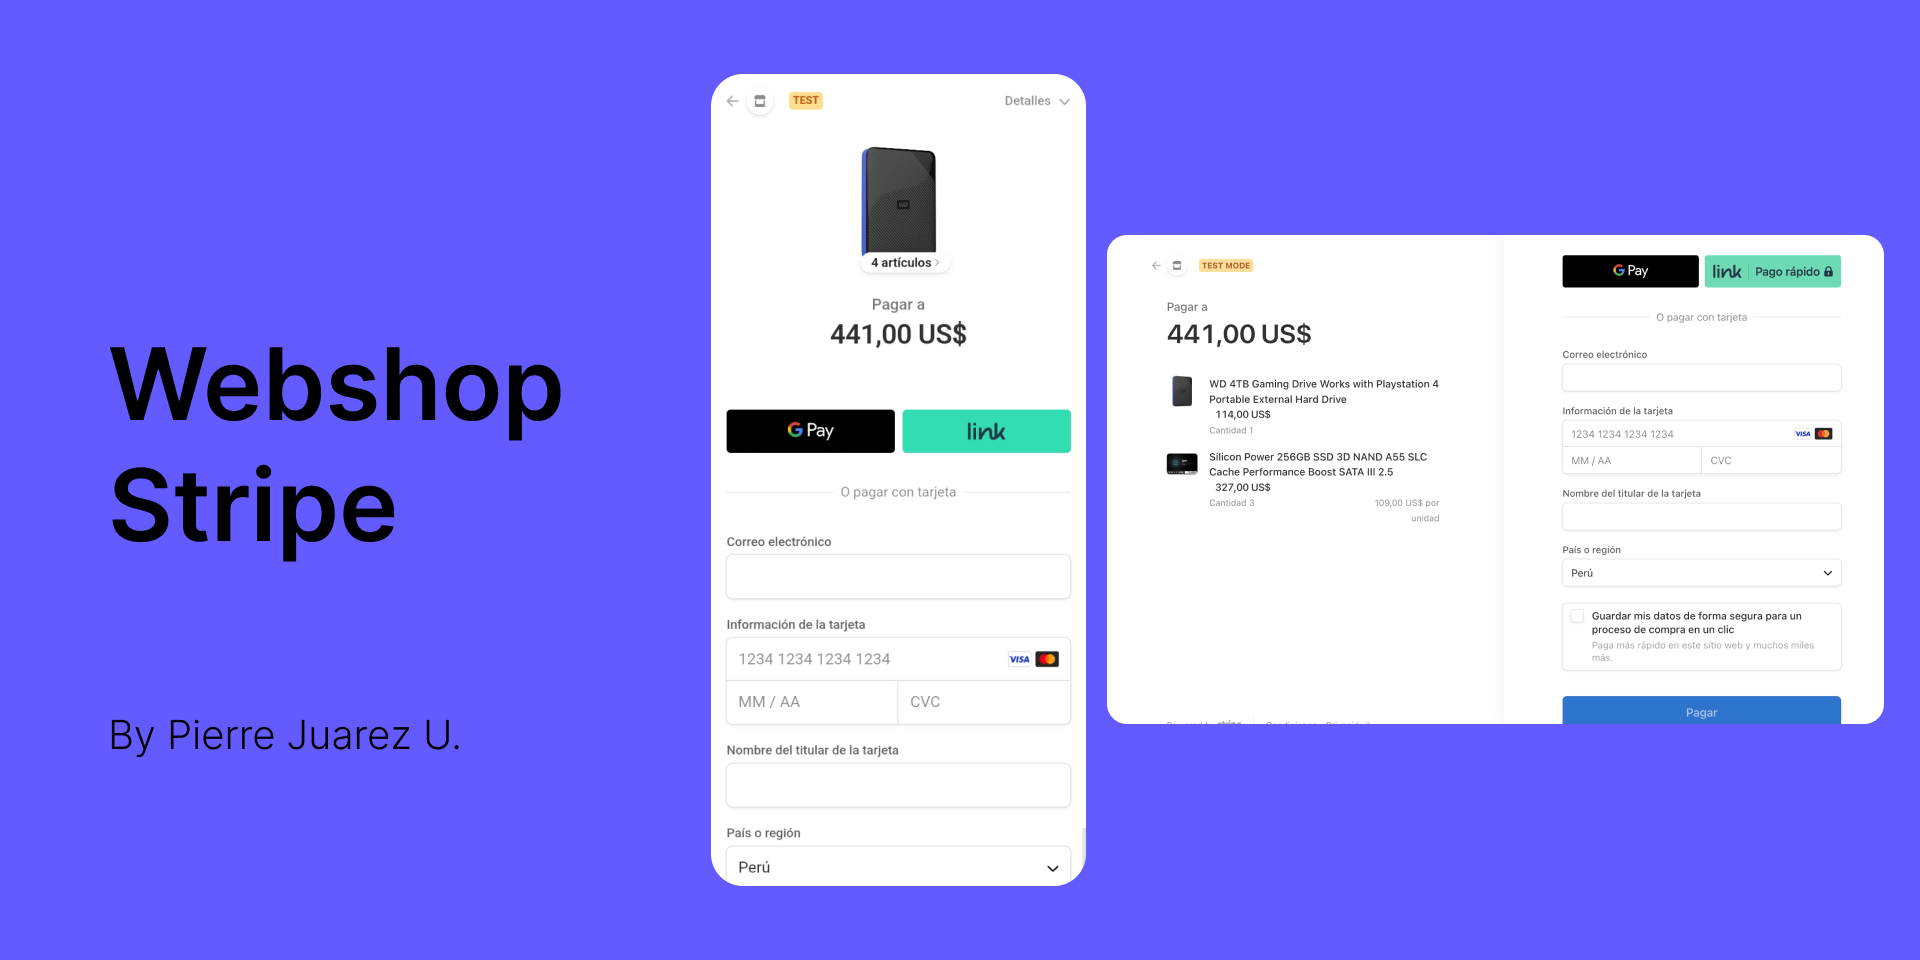 Webshop
Stripe
By Pierre Juarez U.
TEST
Detalles
WD
4 artículos
Pagar a
441,00 US$
G Pay
link
O pagar con tarjeta
Correo electrónico
Información de la tarjeta
1234 1234 1234 1234
VISA
MM / AA
CVC
Nombre del titular de la tarjeta
País o región
Perú
TEST MODE
Pagar a
441,00 US$
WD 4TB Gaming Drive Works with Playstation 4
Portable External Hard Drive
114,00 US$
Cantidad 1
Silicon Power 256GB SSD 3D NAND A55 SLC
Cache Performance Boost SATA III 2.5
327,00 US$
Cantidad 3
109,00 US$ por
unidad
G Pay
link
Pago rápido
O pagar con tarjeta
Correo electrónico
Información de la tarjeta
1234 1234 1234 1234
VISA
MM / AA
CVC
Nombre del titular de la tarjeta
País o región
Perú
Guardar mis datos de forma segura para un
proceso de compra en un clic
Paga más rápido en este sitio web y muchos miles
más.
Pagar